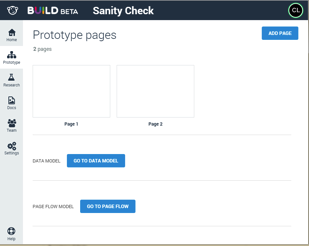 BUILD BETA Sanity Check CL
Home
Prototype
Research
Docs
Team
Settings
Help
Prototype pages
ADD PAGE
2 pages
Page 1 Page 2
DATA MODEL GO TO DATA MODEL
PAGE FLOW MODEL GO TO PAGE FLOW